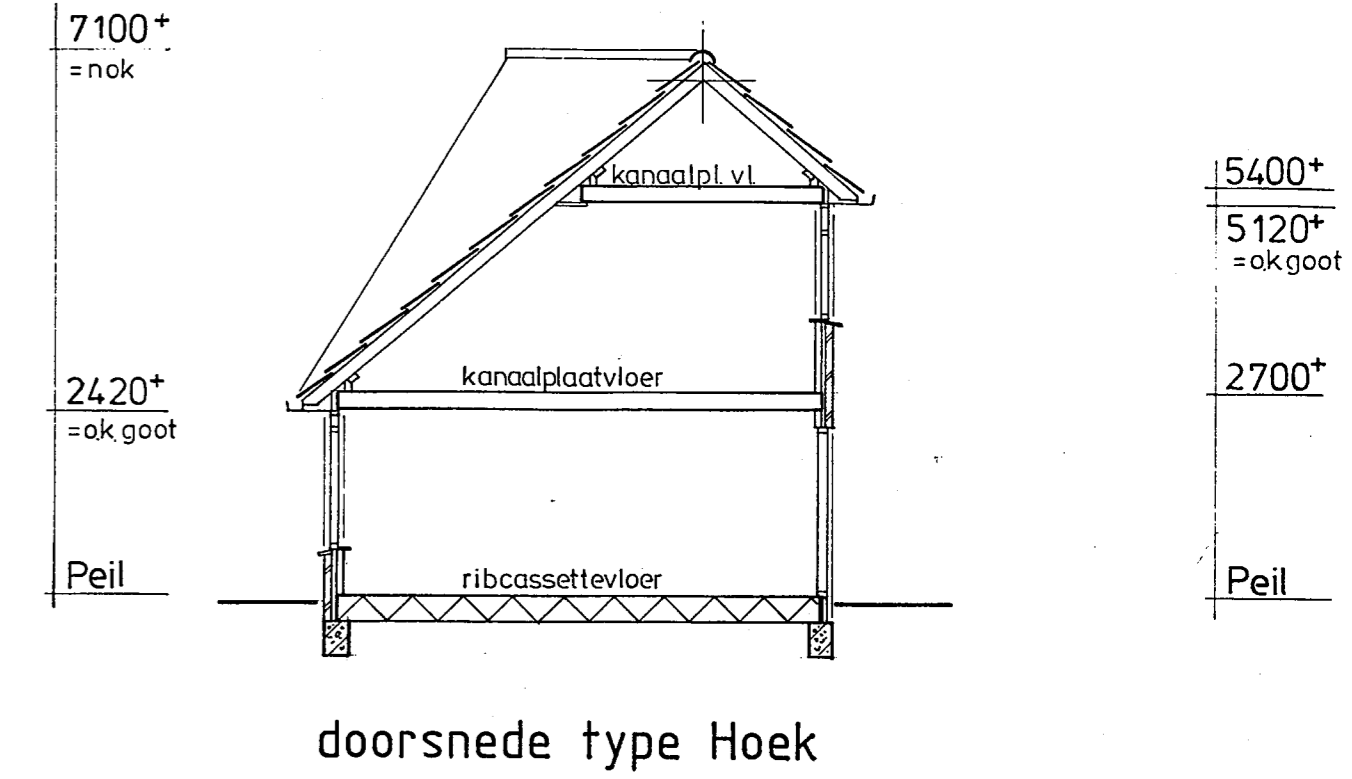 7100+
=nok
kanaalpl. vl.
5400+
5120+
=o.k goot
kanaalplaatvloer
2700+
2420+
=o.k. goot
ribcassettevloer
Peil
Peil
doorsnede type Hoek